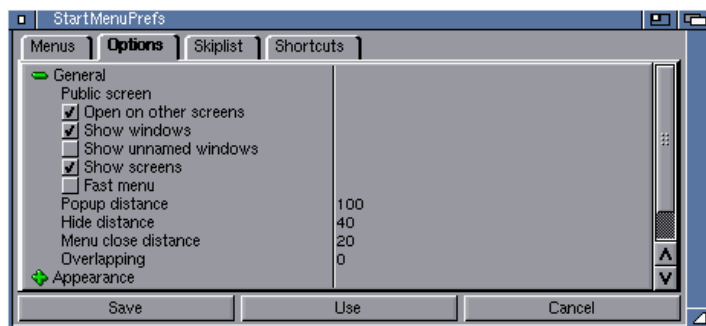 StartMenuPrefs
Menus Options Skiplist Shortcuts
General
Public screen
Open on other screens
Show windows
Show unnamed windows
Show screens
Fast menu
Popup distance 100
Hide distance 40
Menu close distance 20
Overlapping 0
Appearance
Save Use Cancel